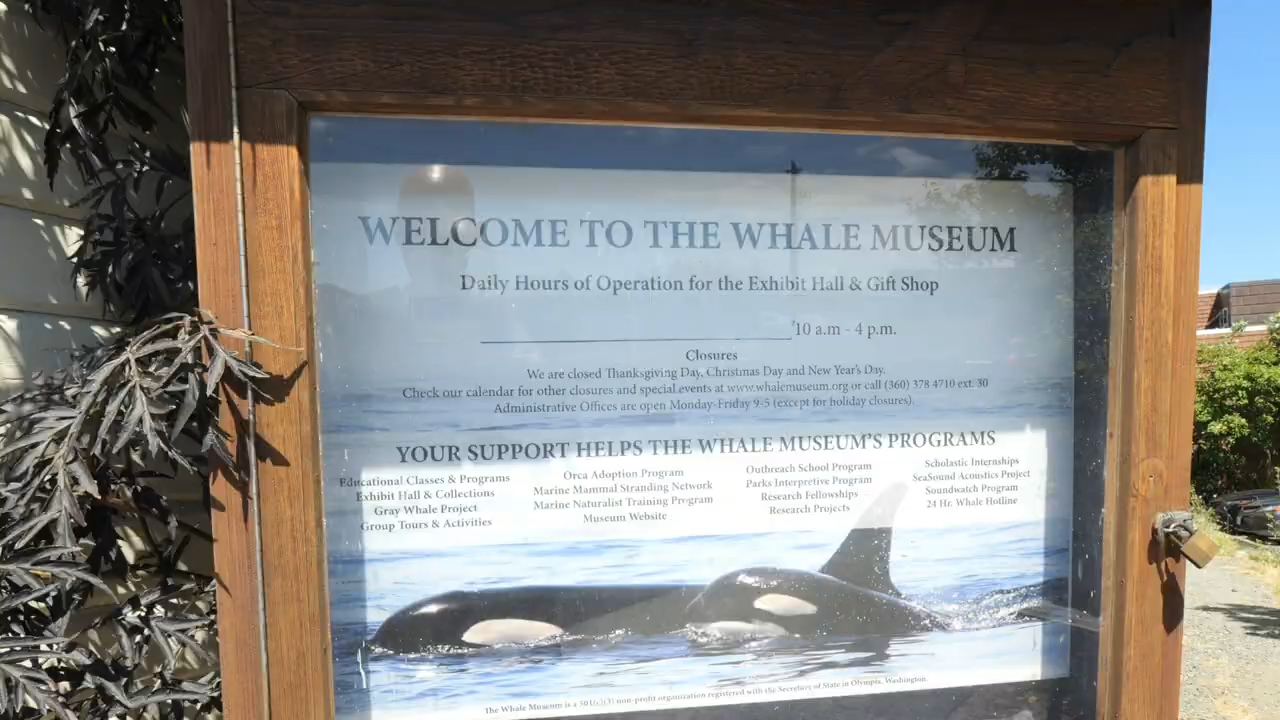 WELCOME TO THE WHALE MUSEUM
Daily Hours of Operation for the Exhibit Hall & Gift Shop
10 a.m - 4 p.m.
Closures
We are closed Thanksgiving Day, Christmas Day and New Year's Day.
Check our calendar for other closures and special events at www.whalemuseum.org or call (360) 378 4710 ext. 30
Administrative Offices are open Monday-Friday 9-5 (except for holiday closures).
YOUR SUPPORT HELPS THE WHALE MUSEUM'S PROGRAMS
Educational Classes & Programs
Exhibit Hall & Collections
Gray Whale Project
Group Tours & Activities
Orca Adoption Program
Marine Mammal Stranding Network
Marine Naturalist Training Program
Museum Website
Outreach School Program
Parks Interpretive Program
Research Fellowships
Research Projects
Scholastic Internships
SeaSound Acoustics Project
Soundwatch Program
24 Hr. Whale Hotline
The Whale Museum is a 501(c)(3) non-profit organization registered with the Secretary of State in Olympia, Washington.